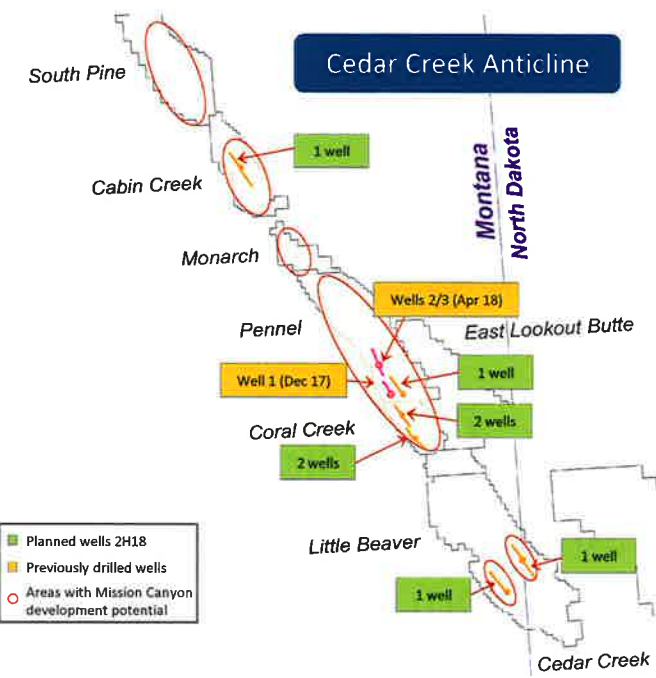 Cedar Creek Anticline
South Pine
1 well
Cabin Creek
Montana
North Dakota
Monarch
Wells 2/3 (Apr 18)
Pennel
East Lookout Butte
Well 1 (Dec 17)
1 well
Coral Creek
2 wells
2 wells
Planned wells 2H18
Previously drilled wells
Areas with Mission Canyon
development potential
Little Beaver
1 well
1 well
Cedar Creek